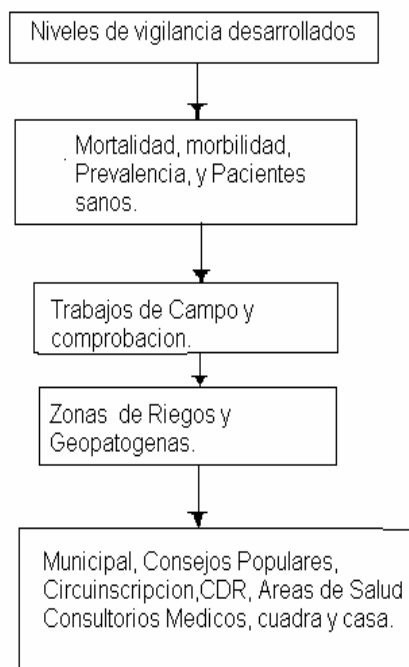 Niveles de vigilancia desarrollados
. Mortalidad, morbilidad,
Prevalencia, y Pacientes
sanos.
Trabajos de Campo y
comprobacion.
Zonas de Riegos y
Geopatogenas.
Municipal, Consejos Populares,
Circuinscripcion,CDR, Areas de Salud
Consultorios Medicos, cuadra y casa.